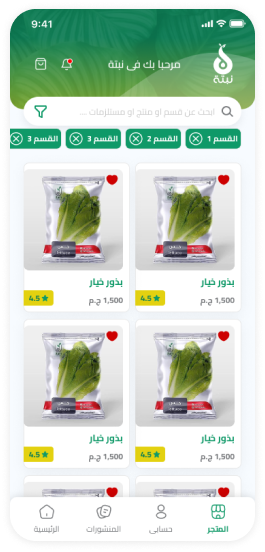 9:41
نبتة
مرحبا بك فى نبتة
ابحث عن قسم او منتج او مستلزمات ...
القسم 1
القسم 2
القسم 3
القسم 3
بذور خيار
1,500 ج.م
4.5
بذور خيار
1,500 ج.م
4.5
بذور خيار
1,500 ج.م
4.5
بذور خيار
1,500 ج.م
4.5
المتجر
حسابى
المنشورات
الرئيسية